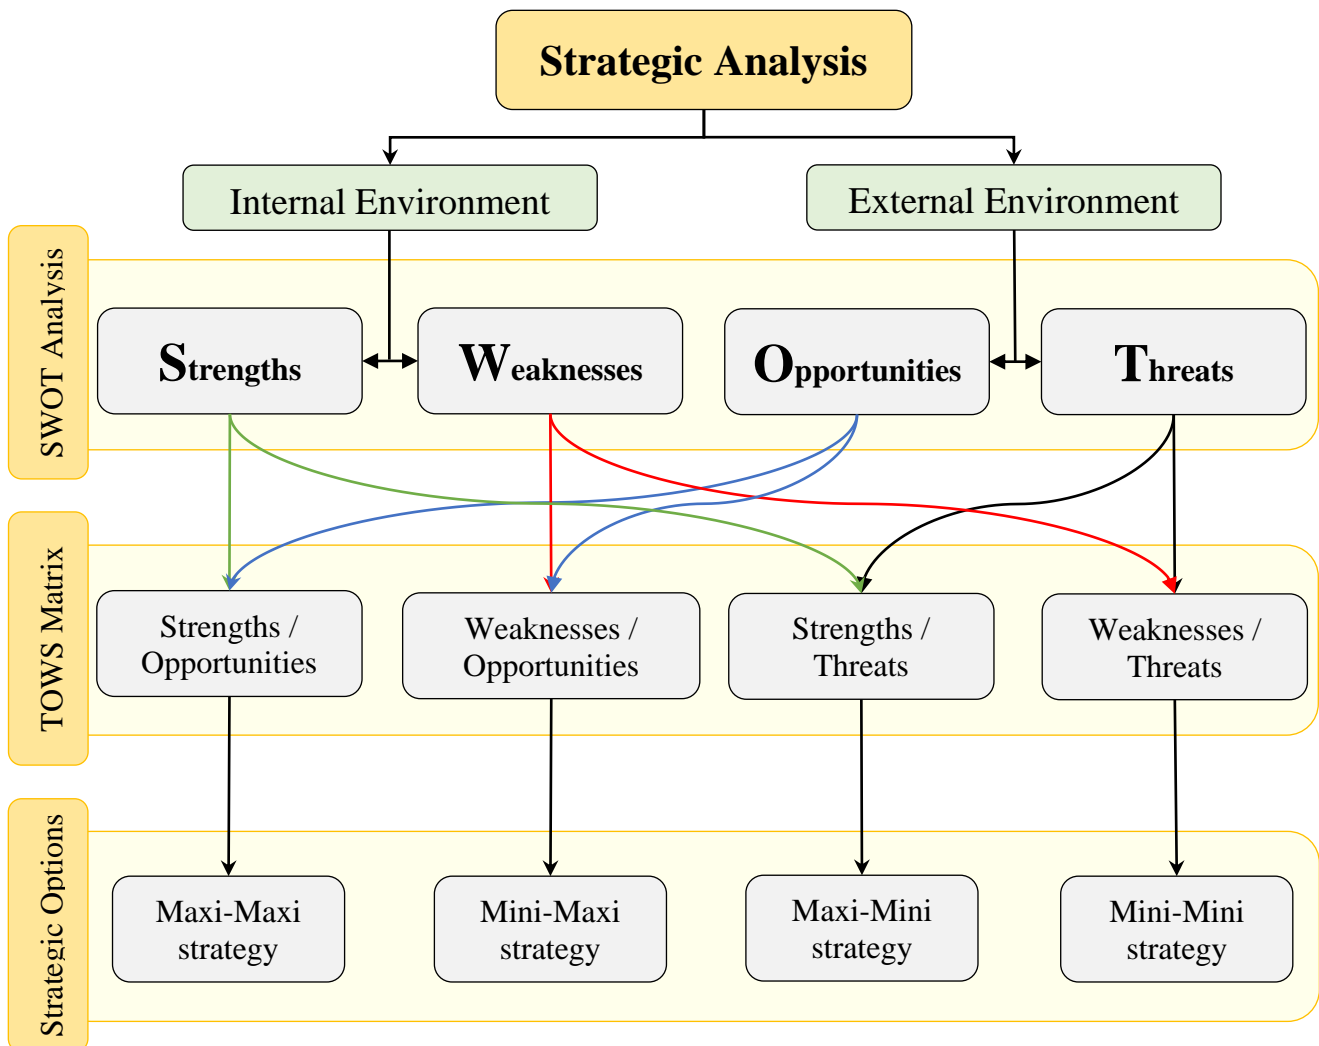 Strategic Analysis
Internal Environment
External Environment
SWOT Analysis
Strengths
Weaknesses
Opportunities
Threats
TOWS Matrix
Strengths /
Opportunities
Weaknesses /
Opportunities
Strengths /
Threats
Weaknesses /
Threats
Strategic Options
Maxi-Maxi
strategy
Mini-Maxi
strategy
Maxi-Mini
strategy
Mini-Mini
strategy